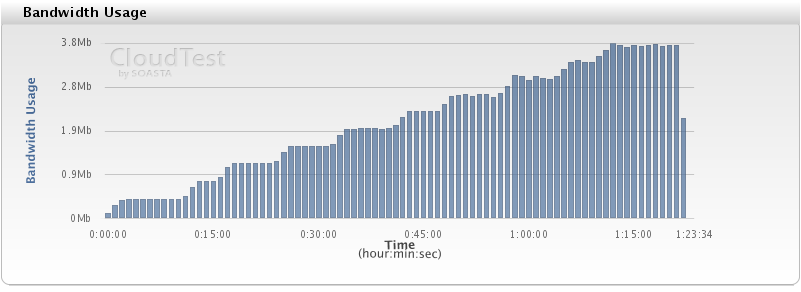 Bandwidth Usage
CloudTest
by SOASTA
Bandwidth Usage
3.8Mb
2.8Mb
1.9Mb
0.9Mb
0Mb
0:00:00 0:15:00 0:30:00 0:45:00 1:00:00 1:15:00 1:23:34
Time
(hour:min:sec)